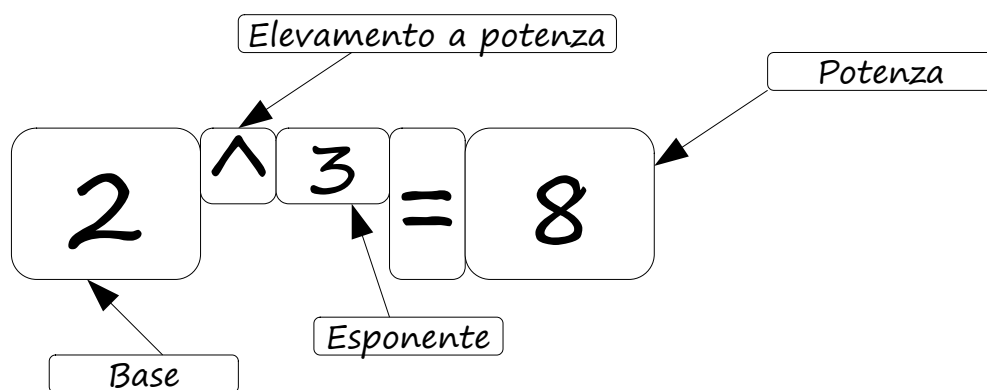 Elevamento a potenza
Potenza
2 ^ 3 = 8
Esponente
Base